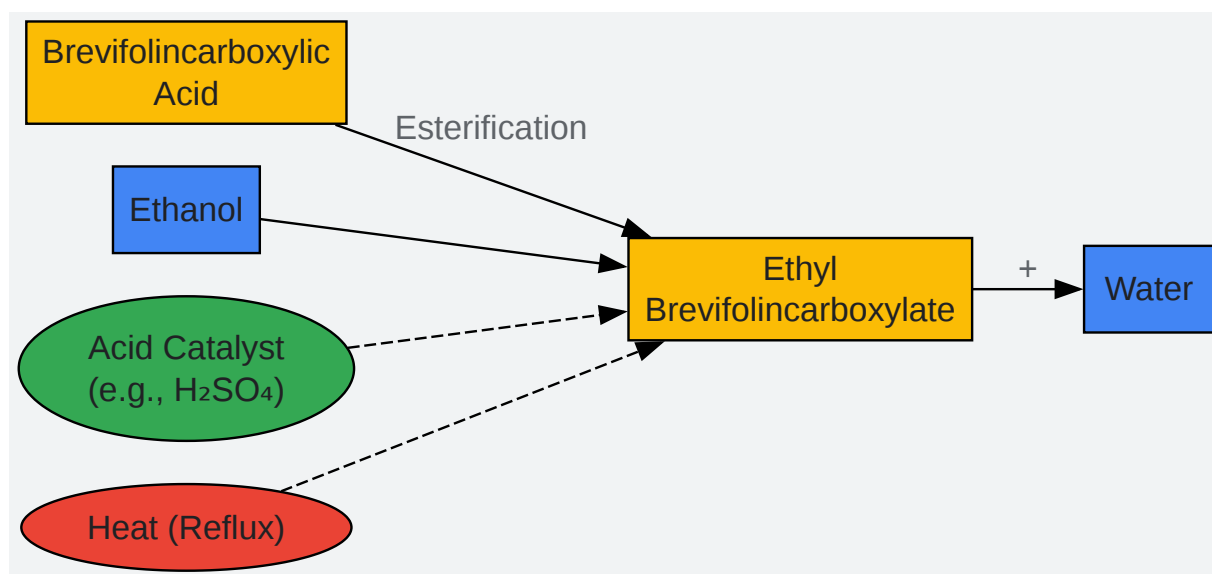 Brevifolincarboxylic
Acid
Esterification
Ethanol
Ethyl
Brevifolincarboxylate
+
Water
Acid Catalyst
(e.g., H₂SO₄)
Heat (Reflux)